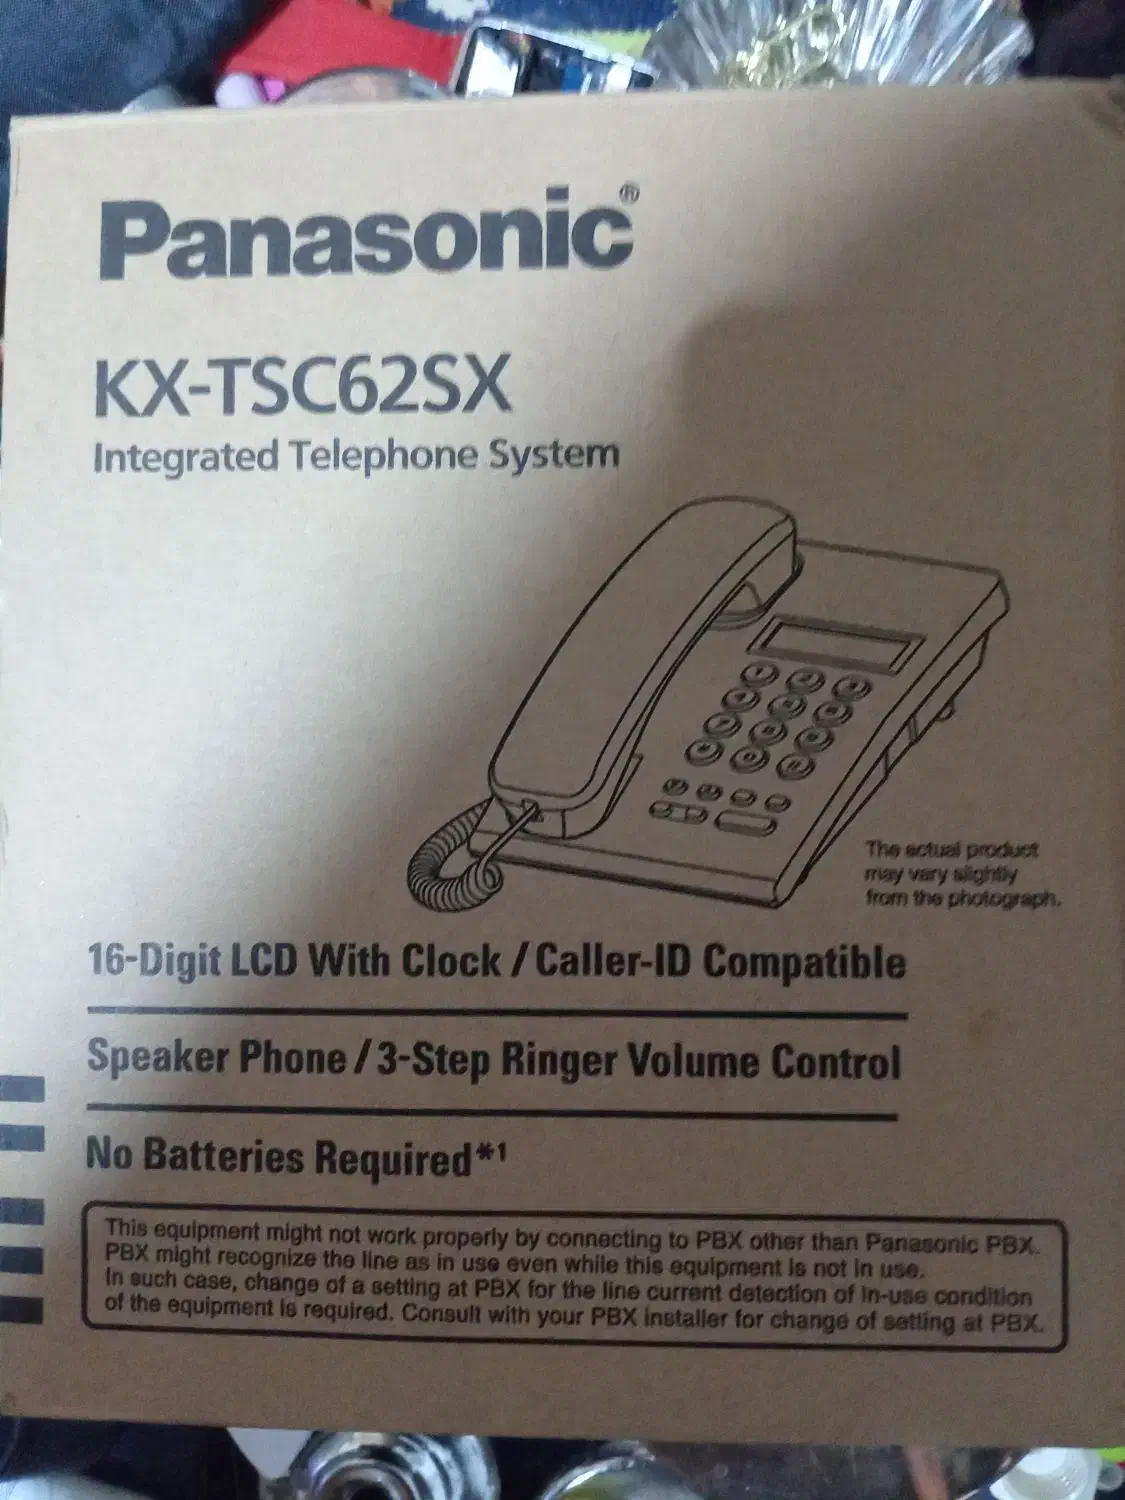 Panasonic®
KX-TSC62SX
Integrated Telephone System
The actual product
may vary slightly
from the photograph.
16-Digit LCD With Clock / Caller-ID Compatible
Speaker Phone / 3-Step Ringer Volume Control
No Batteries Required*1
This equipment might not work properly by connecting to PBX other than Panasonic PBX.
PBX might recognize the line as in use even while this equipment is not in use.
In such case, change of a setting at PBX for the line current detection of in-use condition
of the equipment is required. Consult with your PBX installer for change of setting at PBX.